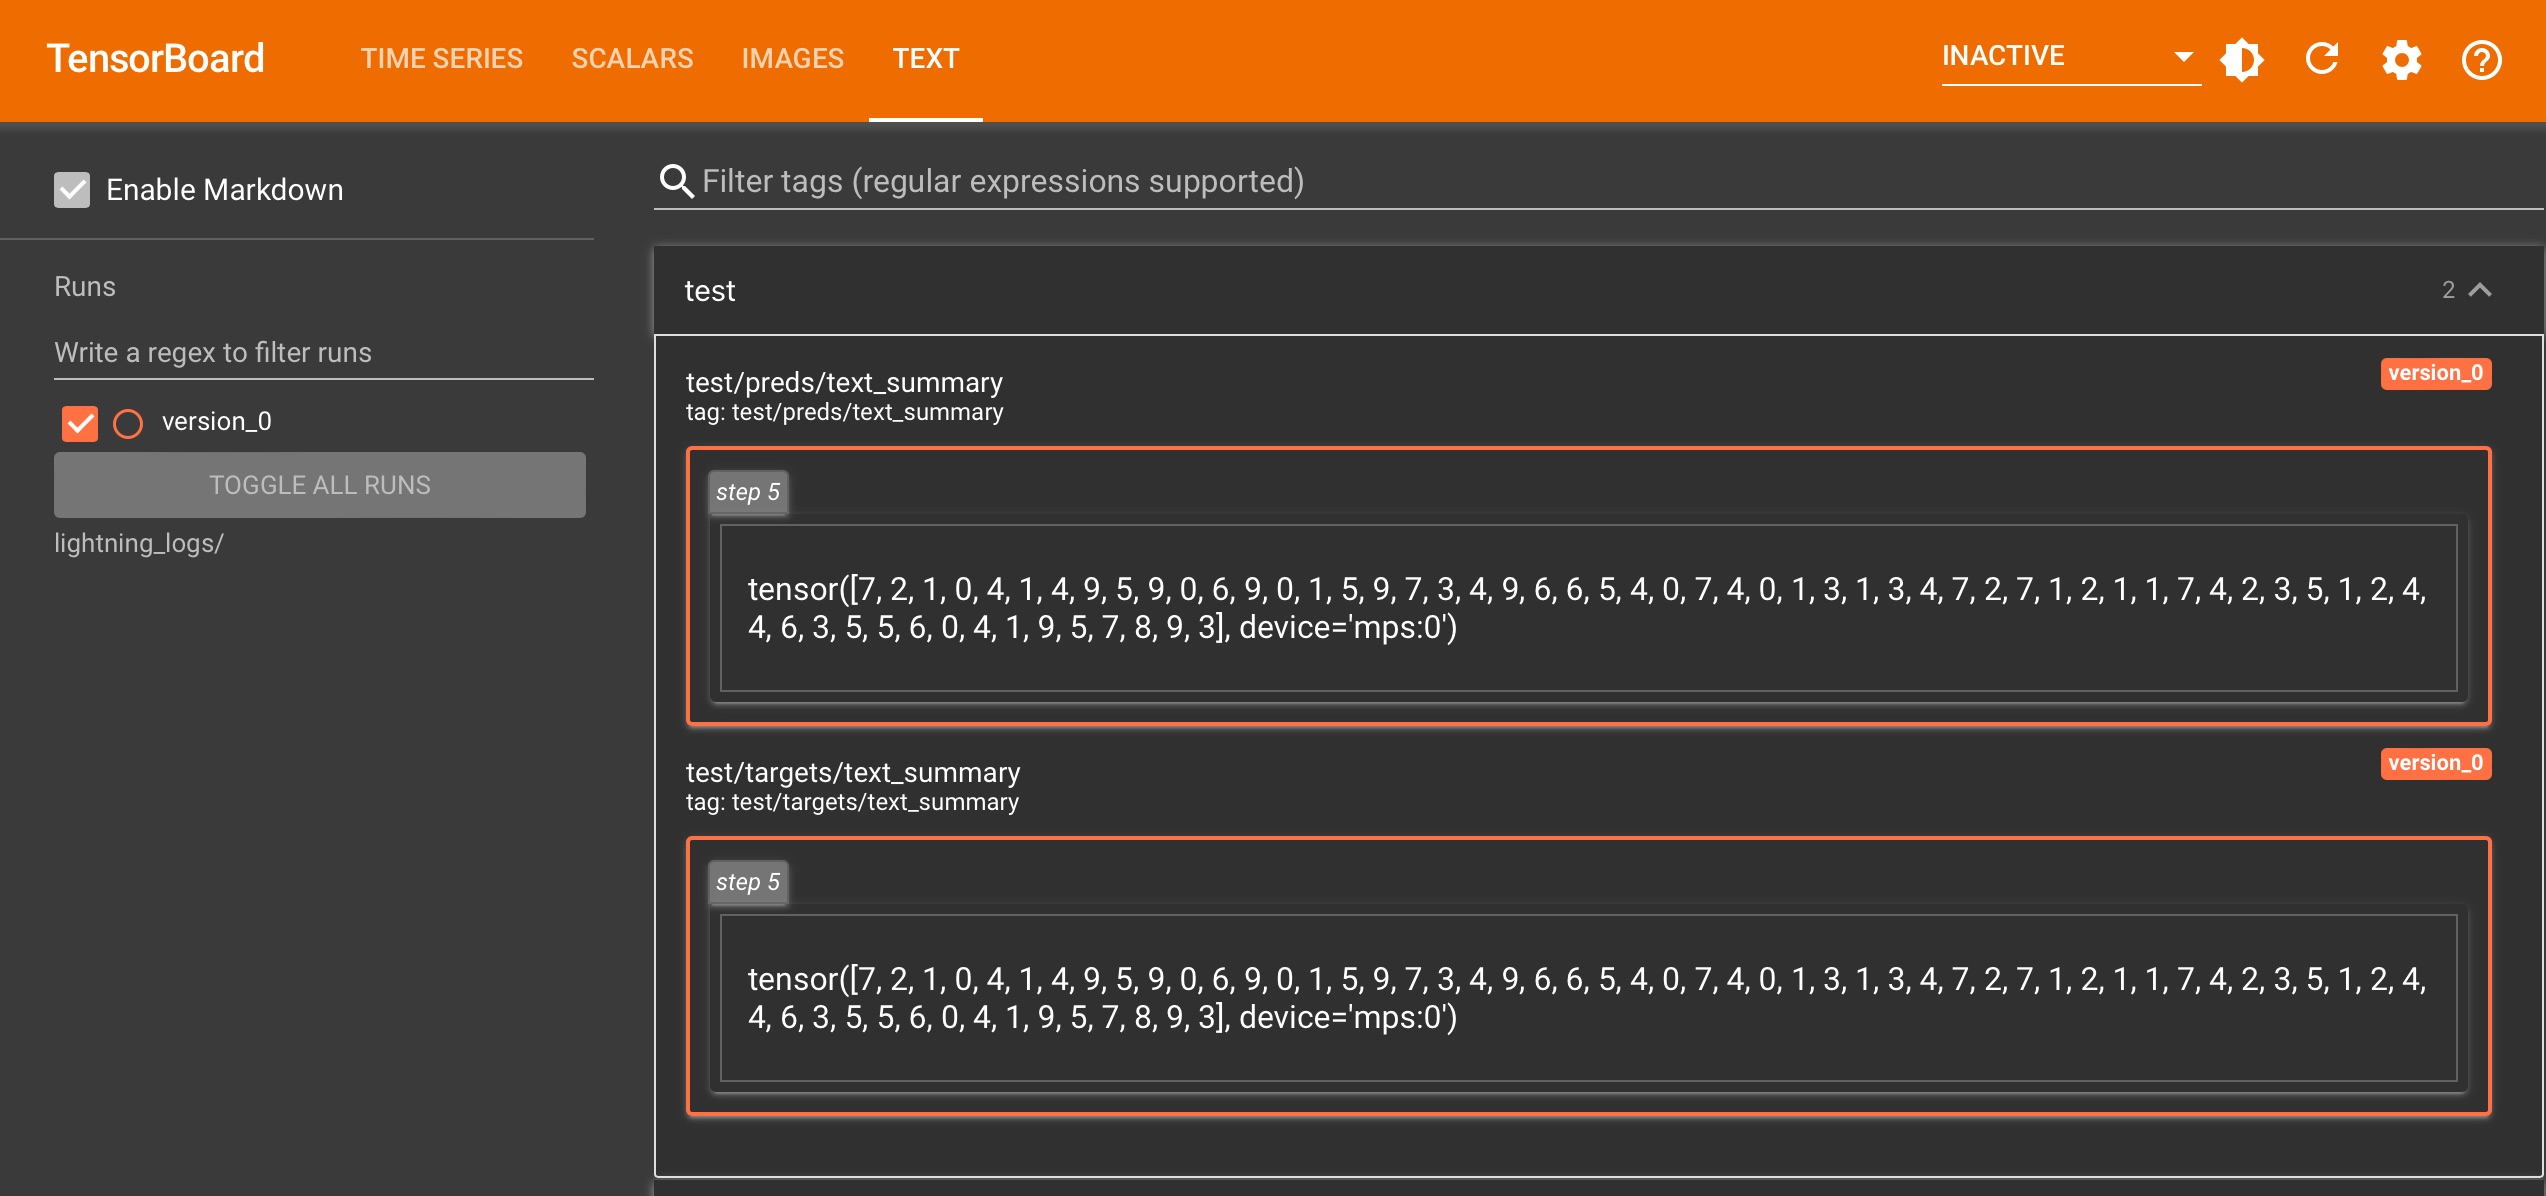 TensorBoard
TIME SERIES
SCALARS
IMAGES
TEXT
INACTIVE
Enable Markdown
Runs
Write a regex to filter runs
version_0
TOGGLE ALL RUNS
lightning_logs/
Filter tags (regular expressions supported)
test
2
test/preds/text_summary
version_0
tag: test/preds/text_summary
step 5
tensor([7, 2, 1, 0, 4, 1, 4, 9, 5, 9, 0, 6, 9, 0, 1, 5, 9, 7, 3, 4, 9, 6, 6, 5, 4, 0, 7, 4, 0, 1, 3, 1, 3, 4, 7, 2, 7, 1, 2, 1, 1, 7, 4, 2, 3, 5, 1, 2, 4,
4, 6, 3, 5, 5, 6, 0, 4, 1, 9, 5, 7, 8, 9, 3], device='mps:0')
test/targets/text_summary
version_0
tag: test/targets/text_summary
step 5
tensor([7, 2, 1, 0, 4, 1, 4, 9, 5, 9, 0, 6, 9, 0, 1, 5, 9, 7, 3, 4, 9, 6, 6, 5, 4, 0, 7, 4, 0, 1, 3, 1, 3, 4, 7, 2, 7, 1, 2, 1, 1, 7, 4, 2, 3, 5, 1, 2, 4,
4, 6, 3, 5, 5, 6, 0, 4, 1, 9, 5, 7, 8, 9, 3], device='mps:0')